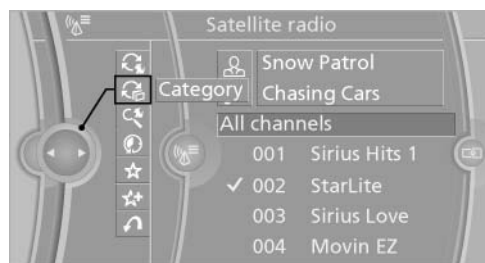 Satellite radio
Snow Patrol
Category
Chasing Cars
All channels
001 Sirius Hits 1
✓ 002 StarLite
003 Sirius Love
004 Movin EZ